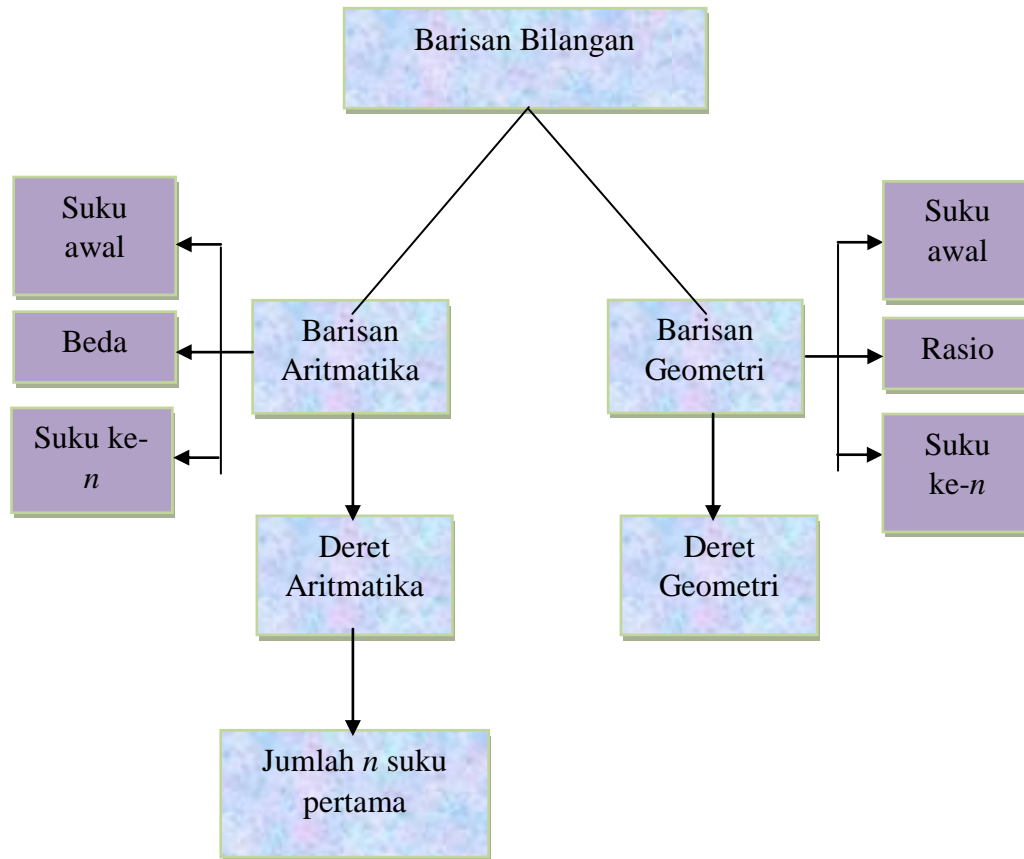 Barisan Bilangan
Suku
awal
Beda
Suku ke-
n
Barisan
Aritmatika
Barisan
Geometri
Suku
awal
Rasio
Suku
ke-n
Deret
Aritmatika
Deret
Geometri
Jumlah n suku
pertama